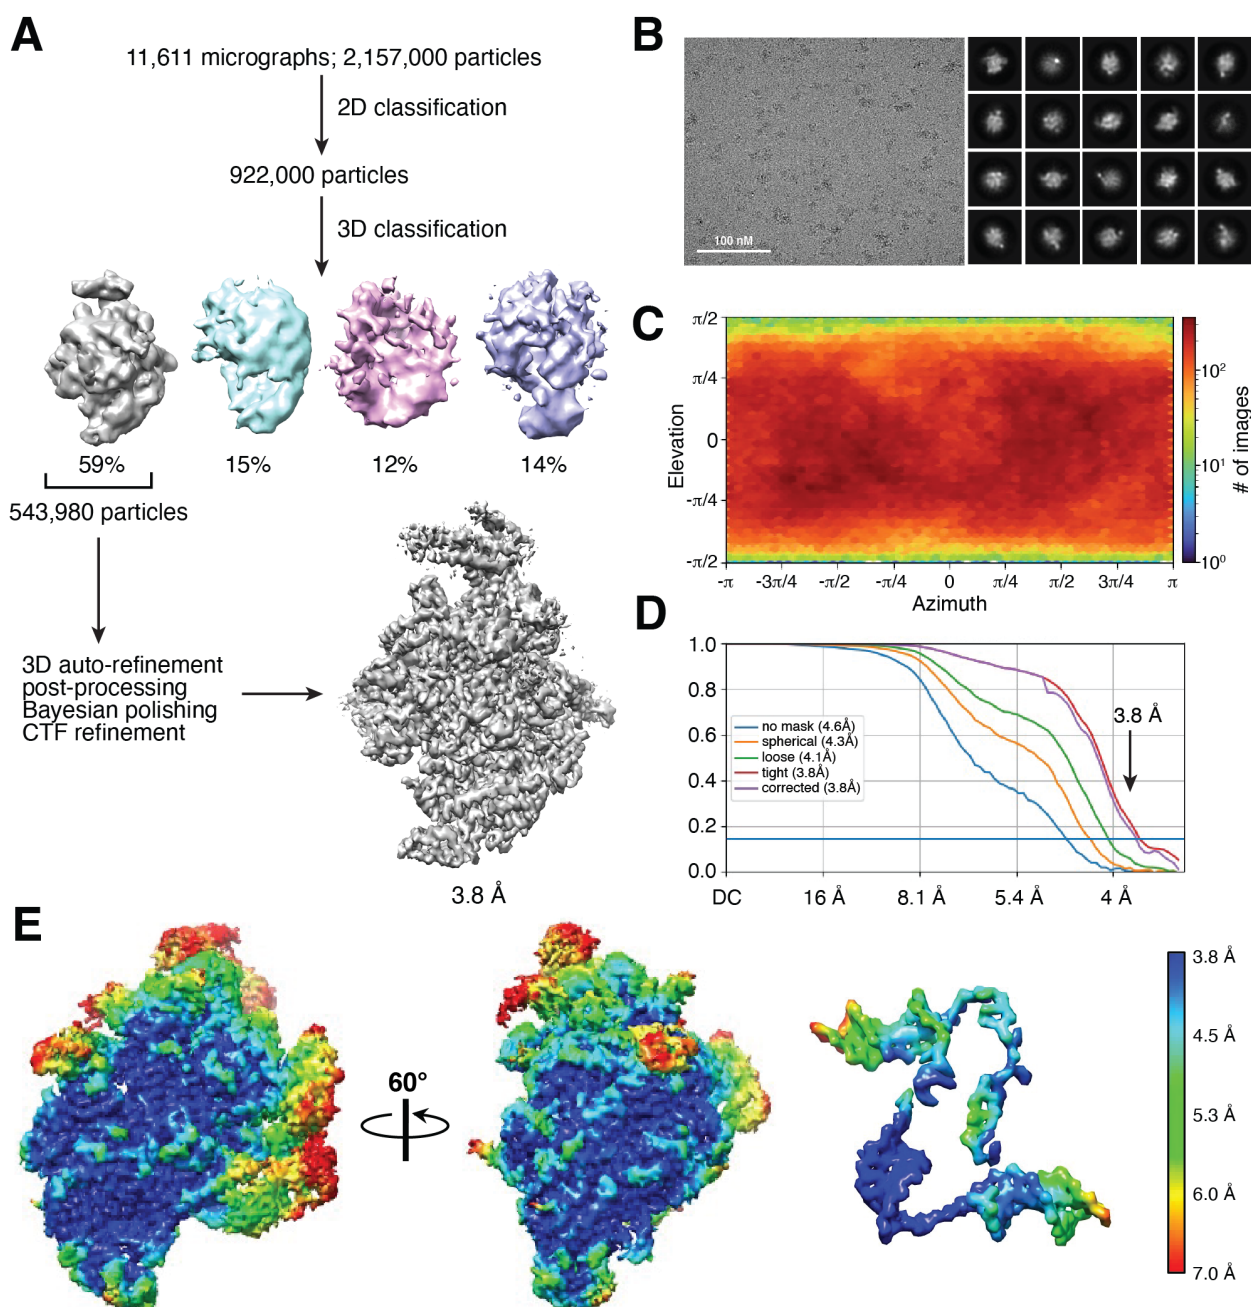 A
11,611 micrographs; 2,157,000 particles
2D classification
922,000 particles
3D classification
59%
15%
12%
14%
543,980 particles
3D auto-refinement
post-processing
Bayesian polishing
CTF refinement
3.8 Å
B
100 nM
C
π/2
π/4
0
-π/4
-π/2
Elevation
-π
-3π/4
-π/2
-π/4
0
π/4
π/2
3π/4
π
Azimuth
10²
10¹
10⁰
# of images
D
1.0
0.8
0.6
0.4
0.2
0.0
no mask (4.6Å)
spherical (4.3Å)
loose (4.1Å)
tight (3.8Å)
corrected (3.8Å)
3.8 Å
DC
16 Å
8.1 Å
5.4 Å
4 Å
E
60°
3.8 Å
4.5 Å
5.3 Å
6.0 Å
7.0 Å